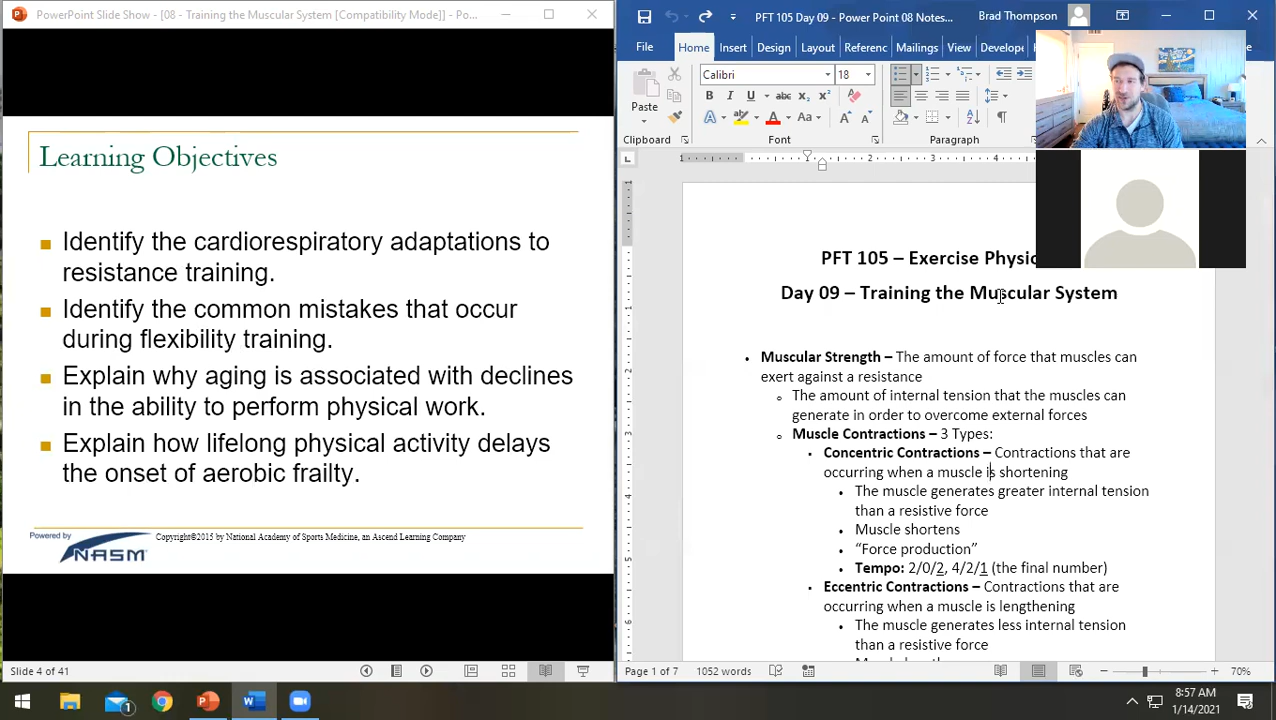 PowerPoint Slide Show - [08 - Training the Muscular System [Compatibility Mode]] - Po...
Learning Objectives
Identify the cardiorespiratory adaptations to
resistance training.
Identify the common mistakes that occur
during flexibility training.
Explain why aging is associated with declines
in the ability to perform physical work.
Explain how lifelong physical activity delays
the onset of aerobic frailty.
Powered by
NASM
Copyright©2015 by National Academy of Sports Medicine, an Ascend Learning Company
Slide 4 of 41
PFT 105 Day 09 - Power Point 08 Notes...
Brad Thompson
File Home Insert Design Layout Referenc Mailings View Develop
Calibri 18
Paste
B I U abc X₂ X²
A A Aa A A
Clipboard Font
1 2 3 4
PFT 105 – Exercise Physio
Day 09 – Training the Muscular System
• Muscular Strength – The amount of force that muscles can
exert against a resistance
o The amount of internal tension that the muscles can
generate in order to overcome external forces
o Muscle Contractions – 3 Types:
▪ Concentric Contractions – Contractions that are
occurring when a muscle is shortening
• The muscle generates greater internal tension
than a resistive force
• Muscle shortens
• “Force production”
• Tempo: 2/0/2, 4/2/1 (the final number)
▪ Eccentric Contractions – Contractions that are
occurring when a muscle is lengthening
• The muscle generates less internal tension
than a resistive force
Page 1 of 7 1052 words
70%
8:57 AM
1/14/2021